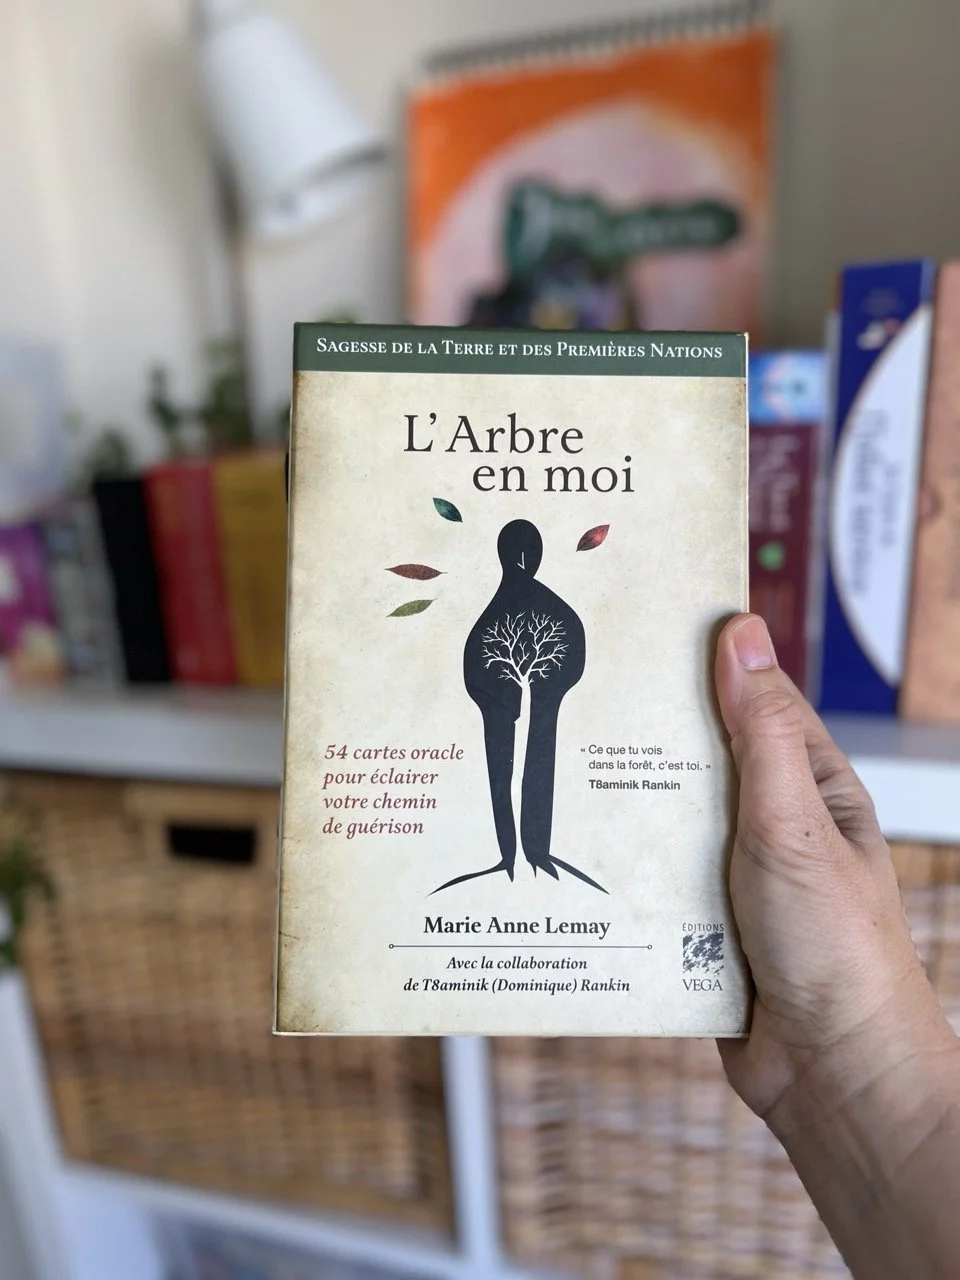 SAGESSE DE LA TERRE ET DES PREMIÈRES NATIONS
L'Arbre
en moi
54 cartes oracle
pour éclairer
votre chemin
de guérison
« Ce que tu vois
dans la forêt, c'est toi. »
T8aminik Rankin
Marie Anne Lemay
Avec la collaboration
de T8aminik (Dominique) Rankin
ÉDITIONS
VEGA